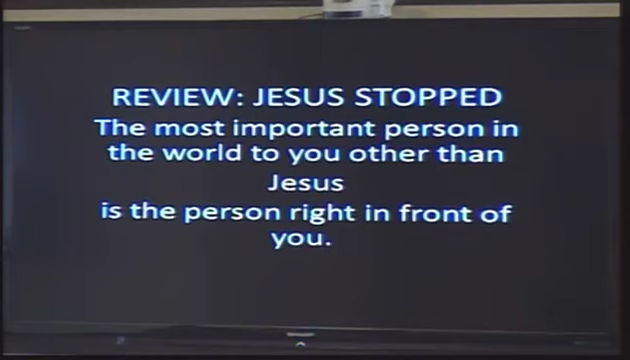 REVIEW: JESUS STOPPED
The most important person in
the world to you other than
Jesus
is the person right in front of
you.